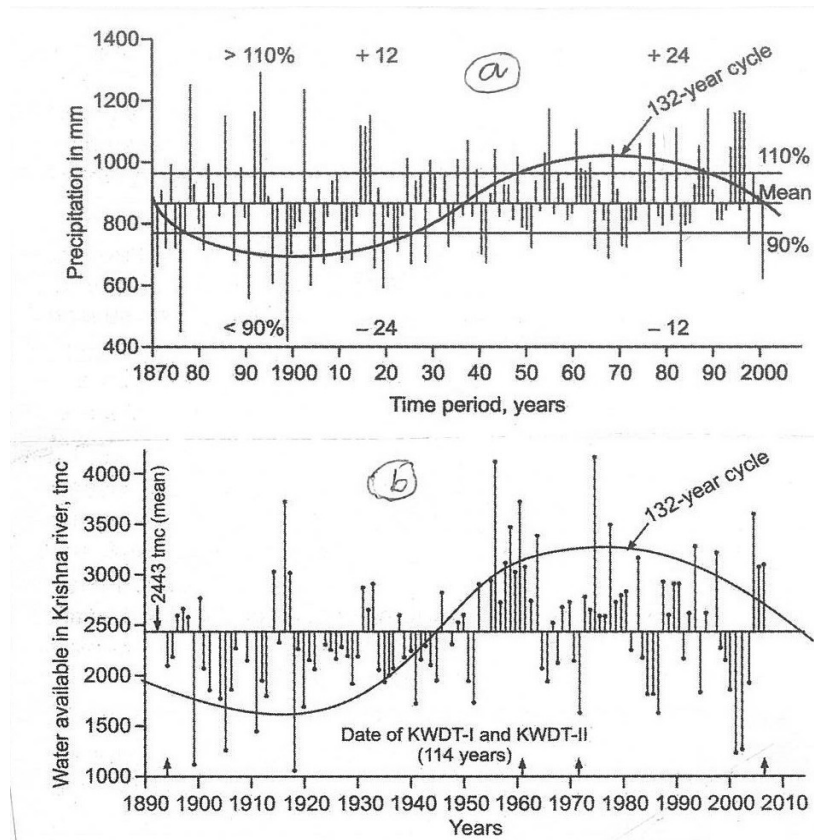 1400
1200
1000
800
600
400
Precipitation in mm
> 110%
+ 12
a
+ 24
132-year cycle
110%
Mean
90%
< 90%
– 24
– 12
1870 80 90 1900 10 20 30 40 50 60 70 80 90 2000
Time period, years
4000
3500
3000
2500
2000
1500
1000
Water available in Krishna river, tmc
2443 tmc (mean)
b
132-year cycle
Date of KWDT-I and KWDT-II
(114 years)
1890 1900 1910 1920 1930 1940 1950 1960 1970 1980 1990 2000 2010
Years